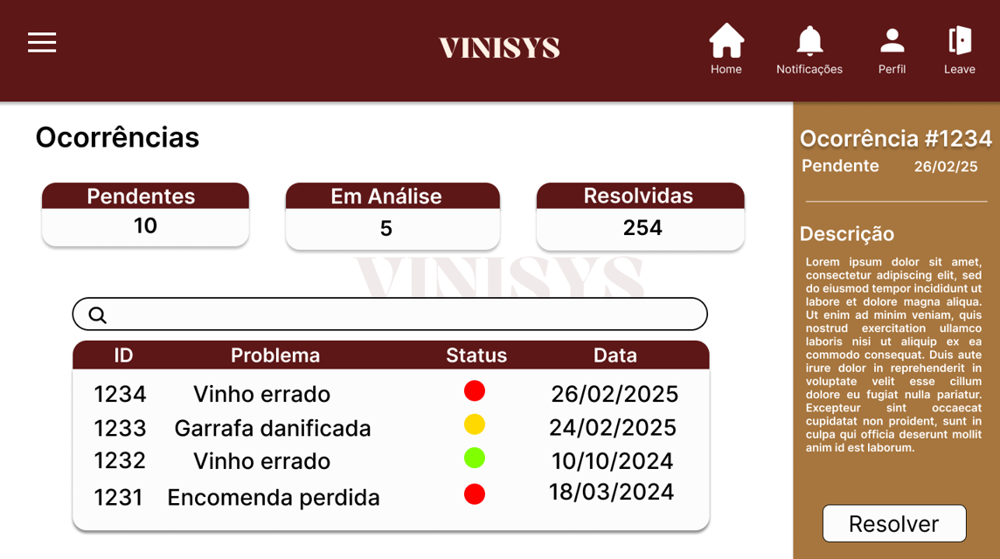 VINISYS
Home
Notificações
Perfil
Leave
Ocorrências
Pendentes
10
Em Análise
5
Resolvidas
254
VINISYS
ID Problema Status Data
1234 Vinho errado 26/02/2025
1233 Garrafa danificada 24/02/2025
1232 Vinho errado 10/10/2024
1231 Encomenda perdida 18/03/2024
Ocorrência #1234
Pendente 26/02/25
Descrição
Lorem ipsum dolor sit amet,
consectetur adipiscing elit, sed
do eiusmod tempor incididunt ut
labore et dolore magna aliqua.
Ut enim ad minim veniam, quis
nostrud exercitation ullamco
laboris nisi ut aliquip ex ea
commodo consequat. Duis aute
irure dolor in reprehenderit in
voluptate velit esse cillum
dolore eu fugiat nulla pariatur.
Excepteur sint occaecat
cupidatat non proident, sunt in
culpa qui officia deserunt mollit
anim id est laborum.
Resolver